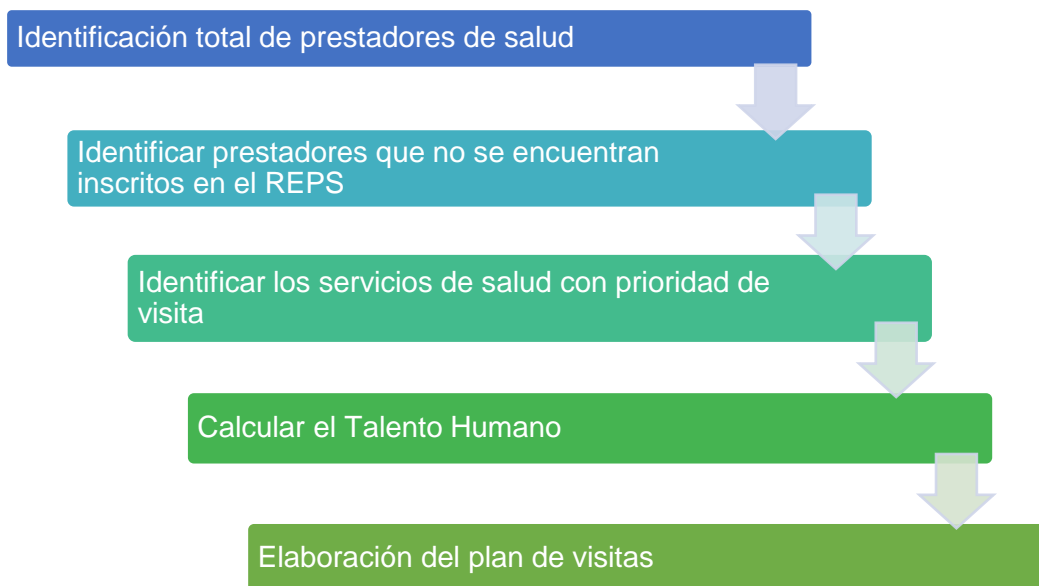 Identificación total de prestadores de salud
Identificar prestadores que no se encuentran
inscritos en el REPS
Identificar los servicios de salud con prioridad de
visita
Calcular el Talento Humano
Elaboración del plan de visitas